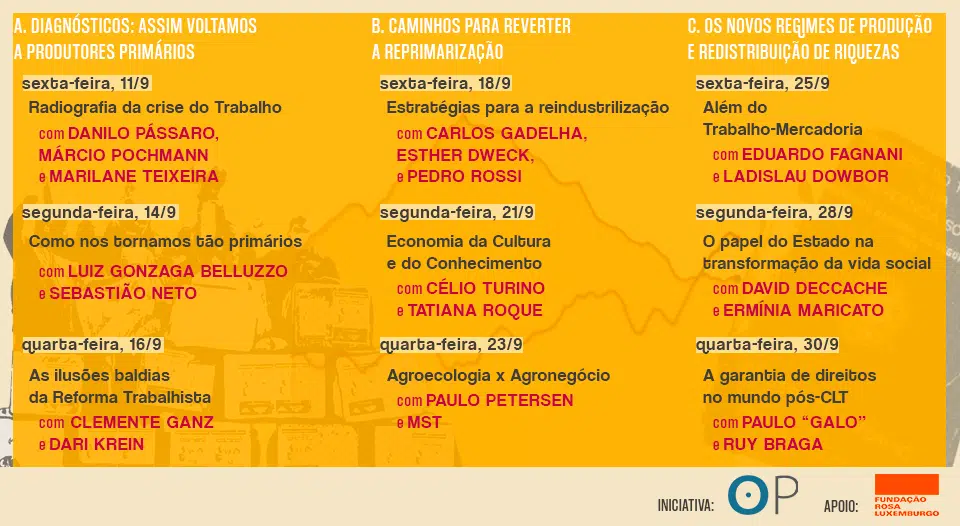 A. DIAGNÓSTICOS: ASSIM VOLTAMOS
A PRODUTORES PRIMÁRIOS
sexta-feira, 11/9
Radiografia da crise do Trabalho
com DANILO PÁSSARO,
MÁRCIO POCHMANN
e MARILANE TEIXEIRA
segunda-feira, 14/9
Como nos tornamos tão primários
com LUIZ GONZAGA BELLUZZO
e SEBASTIÃO NETO
quarta-feira, 16/9
As ilusões baldias
da Reforma Trabalhista
com CLEMENTE GANZ
e DARI KREIN
B. CAMINHOS PARA REVERTER
A REPRIMARIZAÇÃO
sexta-feira, 18/9
Estratégias para a reindustrilização
com CARLOS GADELHA,
ESTHER DWECK,
e PEDRO ROSSI
segunda-feira, 21/9
Economia da Cultura
e do Conhecimento
com CÉLIO TURINO
e TATIANA ROQUE
quarta-feira, 23/9
Agroecologia x Agronegócio
com PAULO PETERSEN
e MST
C. OS NOVOS REGIMES DE PRODUÇÃO
E REDISTRIBUIÇÃO DE RIQUEZAS
sexta-feira, 25/9
Além do
Trabalho-Mercadoria
com EDUARDO FAGNANI
e LADISLAU DOWBOR
segunda-feira, 28/9
O papel do Estado na
transformação da vida social
com DAVID DECCACHE
e ERMÍNIA MARICATO
quarta-feira, 30/9
A garantia de direitos
no mundo pós-CLT
com PAULO “GALO”
e RUY BRAGA
INICIATIVA:
OP
APOIO:
FUNDAÇÃO
ROSA
LUXEMBURGO